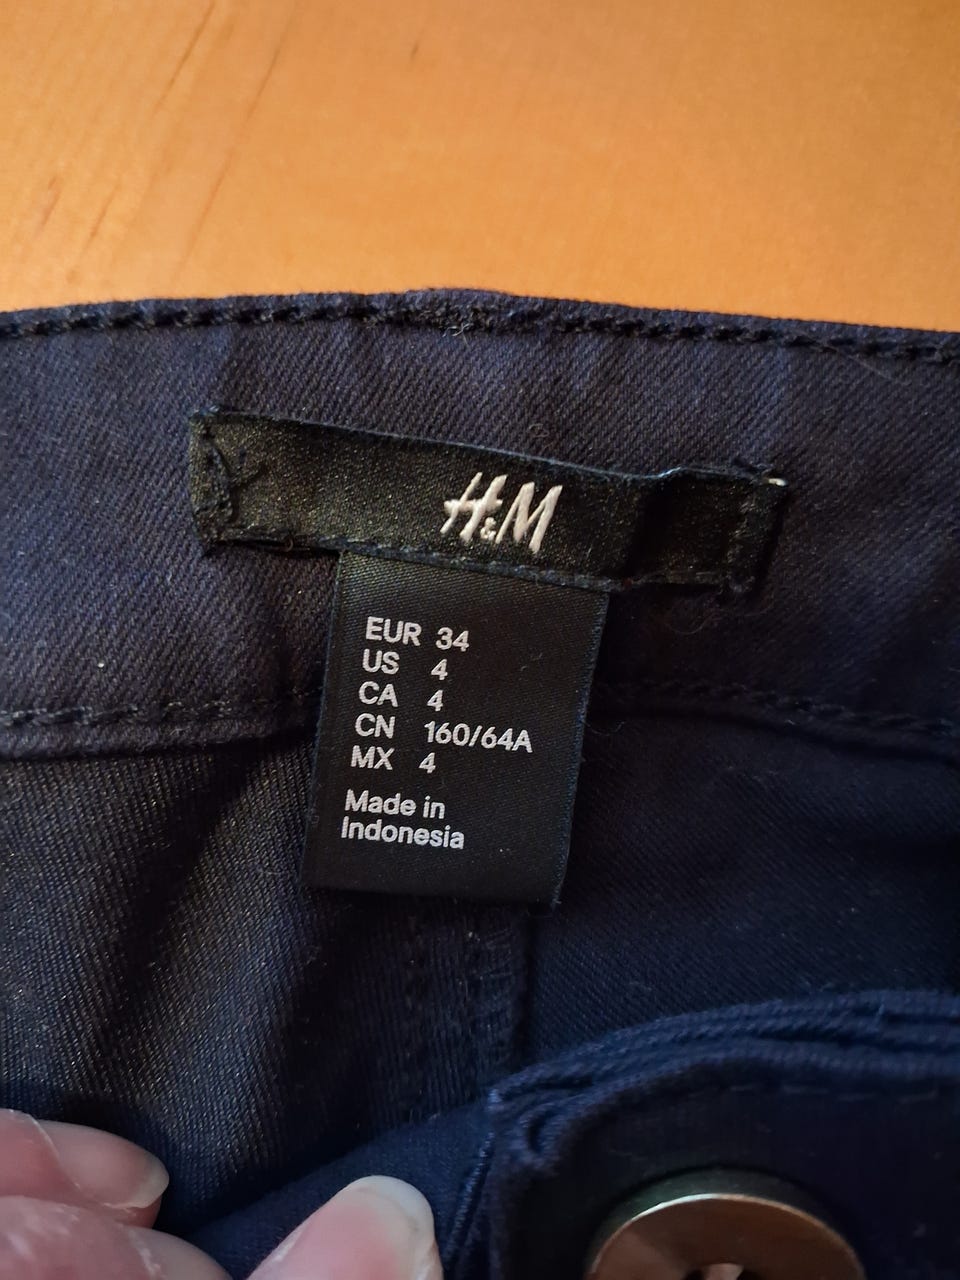 H&M
EUR 34
US 4
CA 4
CN 160/64A
MX 4
Made in
Indonesia